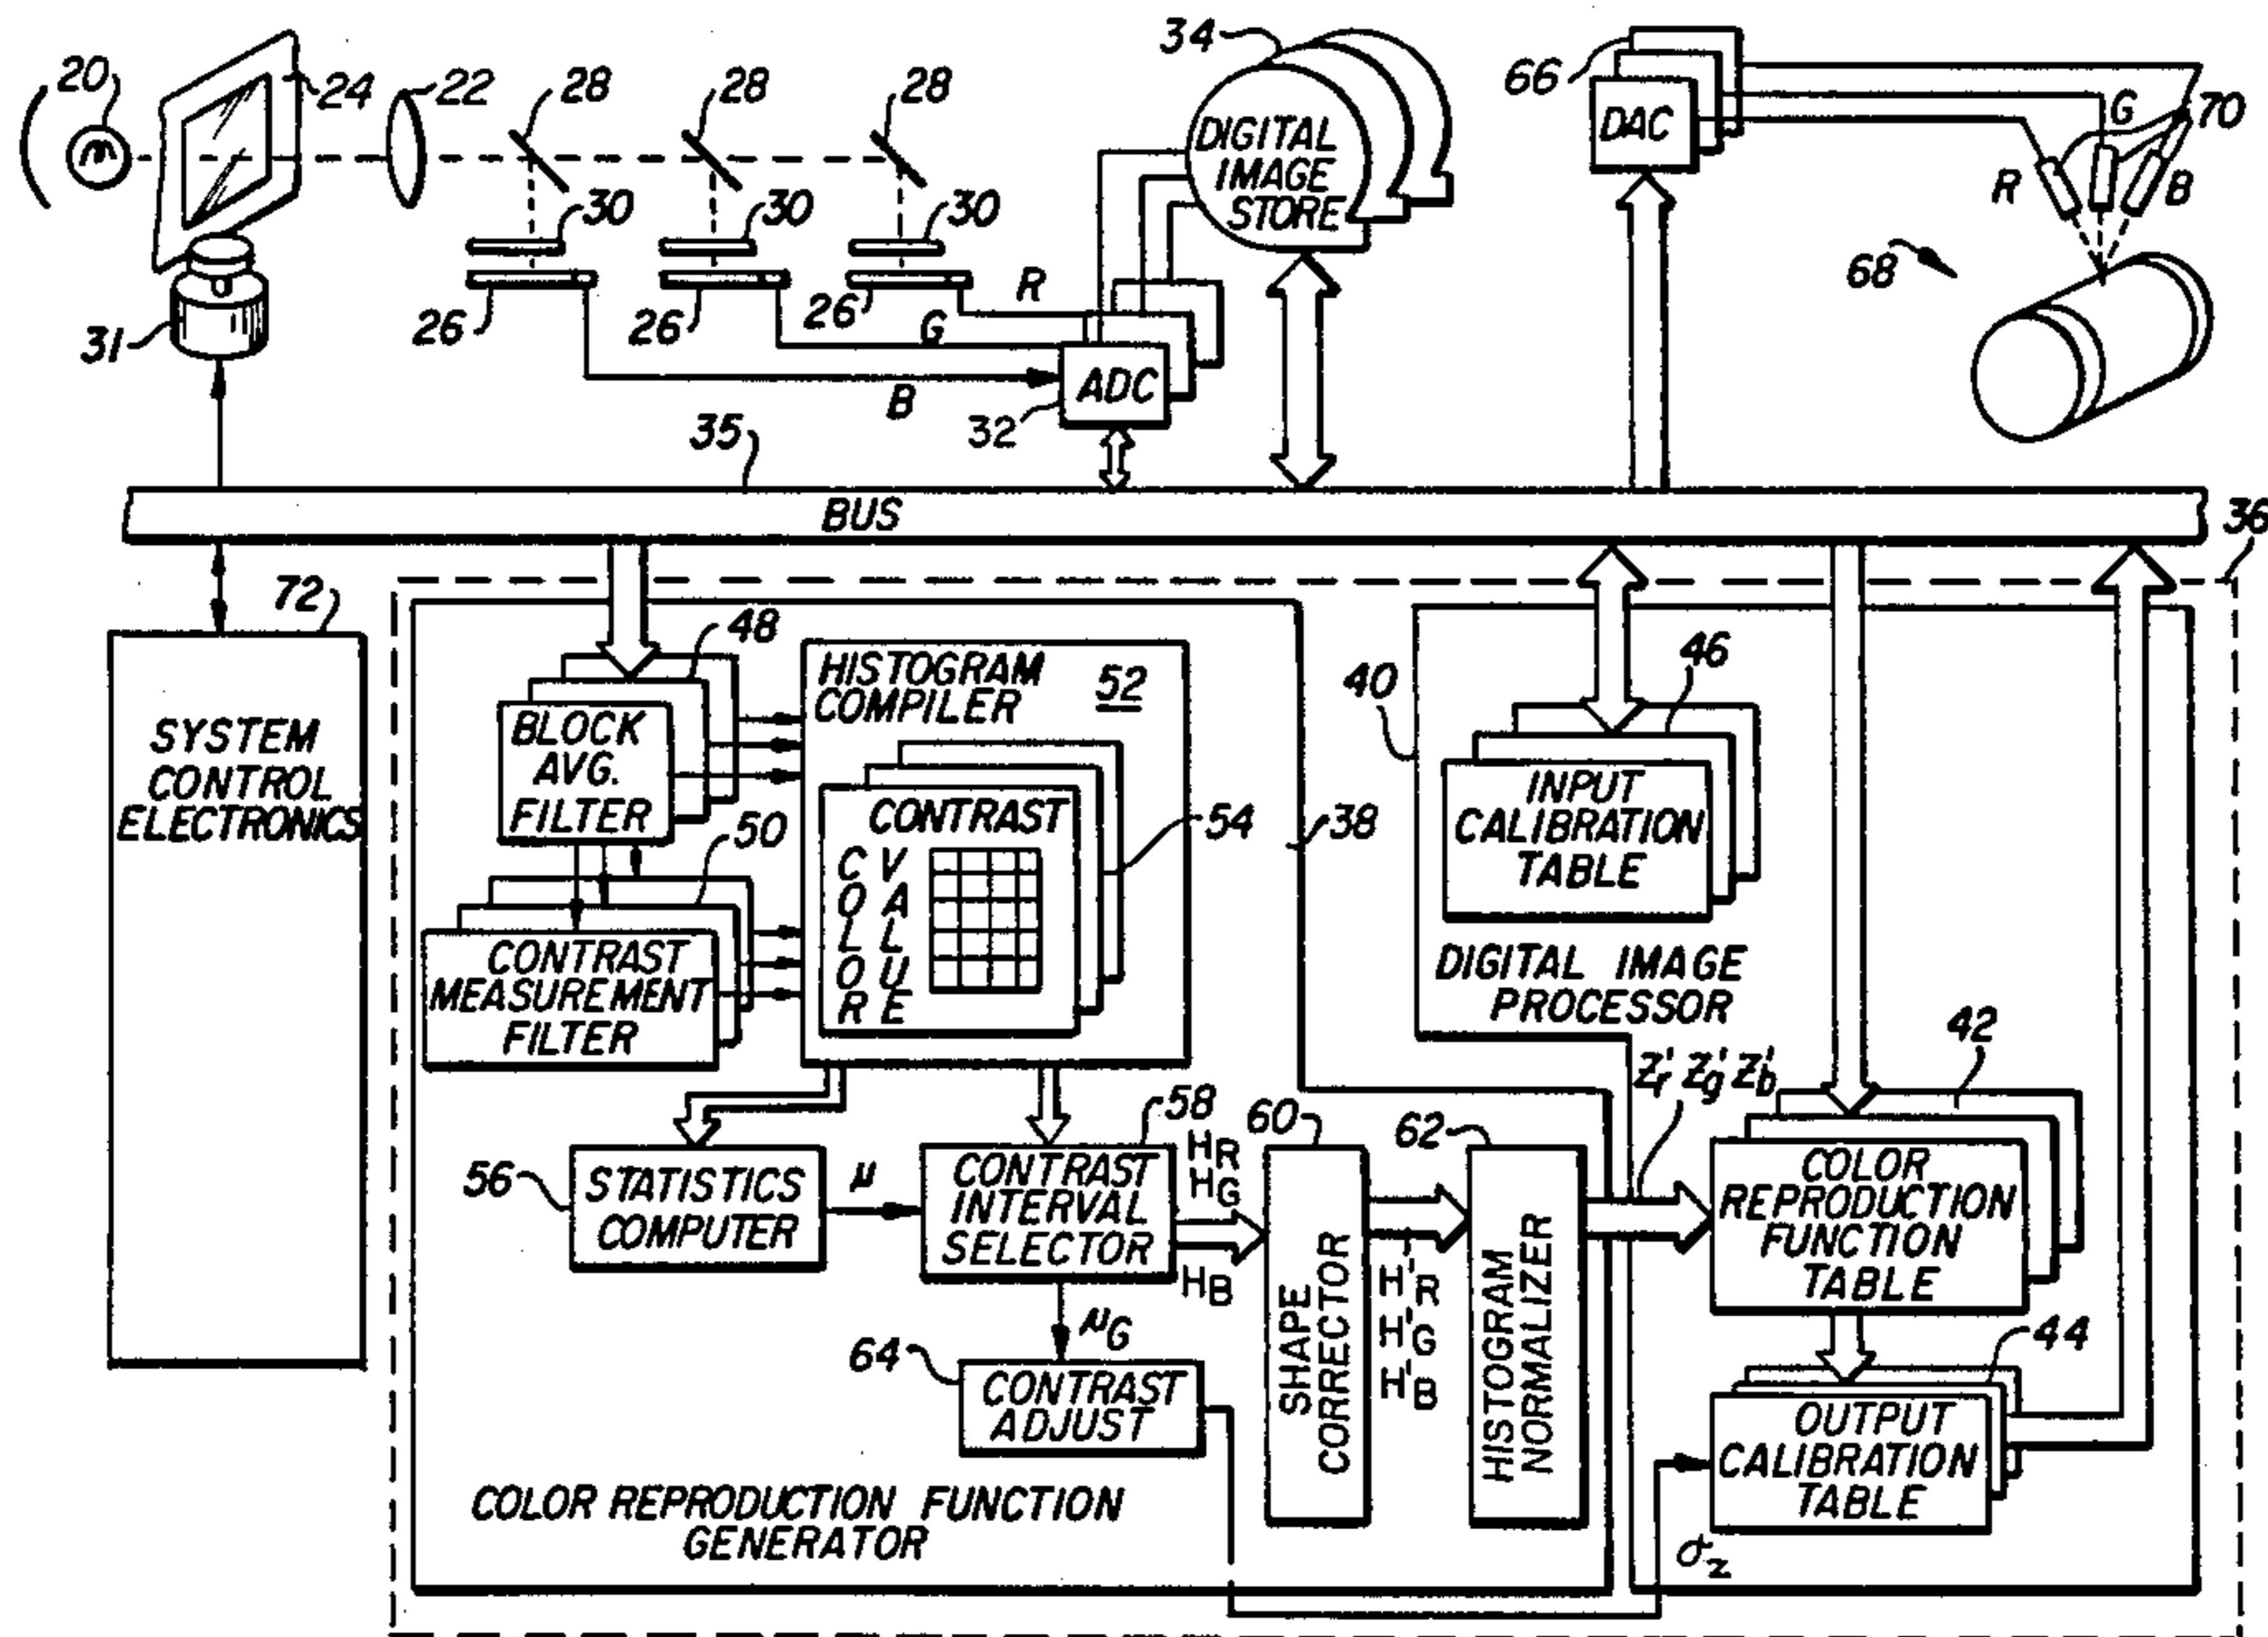 20
24
22
28
28
28
34
DIGITAL
IMAGE
STORE
66
DAC
G
70
R
B
30
30
30
68
31
26
26
26
R
G
B
ADC
32
35
BUS
36
72
SYSTEM
CONTROL
ELECTRONICS
48
BLOCK
AVG.
FILTER
50
CONTRAST
MEASUREMENT
FILTER
HISTOGRAM
COMPILER
52
CONTRAST
COLOR
VALUE
54
38
40
46
INPUT
CALIBRATION
TABLE
DIGITAL IMAGE
PROCESSOR
42
Z'r Z'g Z'b
COLOR
REPRODUCTION
FUNCTION
TABLE
56
STATISTICS
COMPUTER
μ
58
CONTRAST
INTERVAL
SELECTOR
HR
HG
HB
60
SHAPE
CORRECTOR
H'R
H'G
H'B
62
HISTOGRAM
NORMALIZER
μG
64
CONTRAST
ADJUST
44
OUTPUT
CALIBRATION
TABLE
σz
COLOR REPRODUCTION FUNCTION
GENERATOR